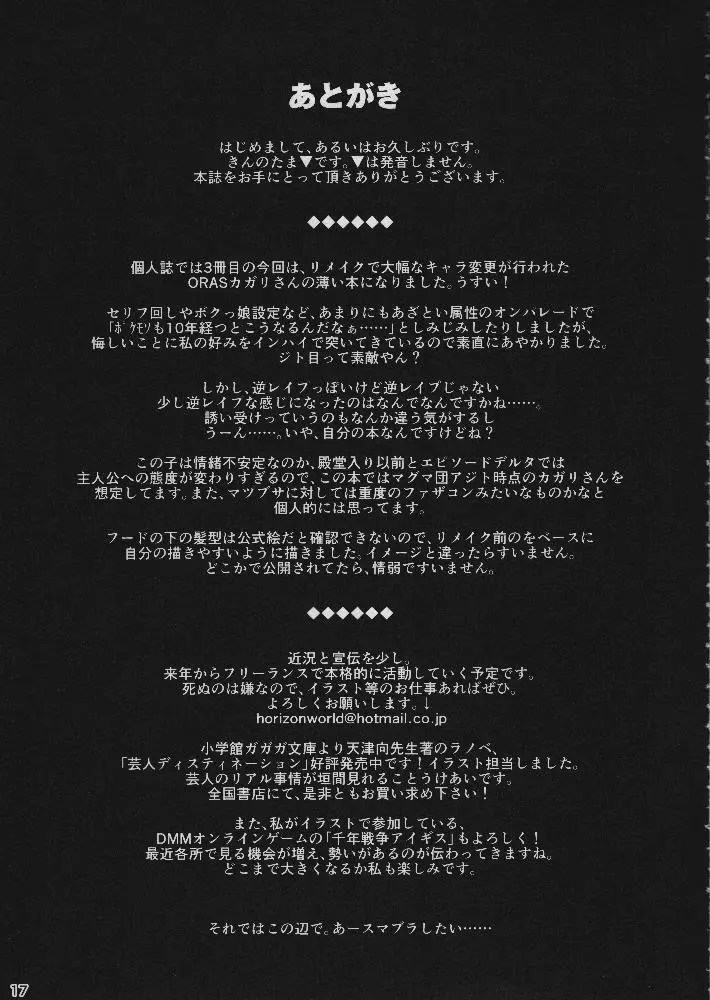 あとがき
はじめまして、あるいはお久しぶりです。
きんのたま▼です。▼は発音しません。
本誌をお手にとって頂きありがとうございます。
◆◆◆◆◆◆
個人誌では3冊目の今回は、リメイクで大幅なキャラ変更が行われた
ORASカガリさんの薄い本になりました。うすい！
セリフ回しやボクっ娘設定など、あまりにもあざとい属性のオンパレードで
「ﾎﾟｹﾓｿも10年経つとこうなるんだなぁ……」としみじみしたりしましたが、
悔しいことに私の好みをインハイで突いてきているので素直にあやかりました。
ジト目って素敵やん？
しかし、逆レイフっぽいけど逆レイプじゃない
少し逆レイフな感じになったのはなんでなんですかね……。
誘い受けっていうのもなんか違う気がするし
うーん……。いや、自分の本なんですけどね？
この子は情緒不安定なのか、殿堂入り以前とエピソードデルタでは
主人公への態度が変わりすぎるので、この本ではマグマ団アジト時点のカガリさんを
想定してます。また、マツブサに対しては重度のファザコンみたいなものかなと
個人的には思ってます。
フードの下の髪型は公式絵だと確認できないので、リメイク前のをベースに
自分の描きやすいように描きました。イメージと違ったらすいません。
どこかで公開されてたら、情弱ですいません。
◆◆◆◆◆◆
近況と宣伝を少し。
来年からフリーランスで本格的に活動していく予定です。
死ぬのは嫌なので、イラスト等のお仕事あればぜひ。
よろしくお願いします。↓
horizonworld@hotmail.co.jp
小学館ガガガ文庫より天津向先生著のラノベ、
「芸人ディスティネーション」好評発売中です！イラスト担当しました。
芸人のリアル事情が垣間見れることうけあいです。
全国書店にて、是非ともお買い求め下さい！
また、私がイラストで参加している、
DMMオンラインゲームの「千年戦争アイギス」もよろしく！
最近各所で見る機会が増え、勢いがあるのが伝わってきますね。
どこまで大きくなるか私も楽しみです。
それではこの辺で。あースマブラしたい……
17